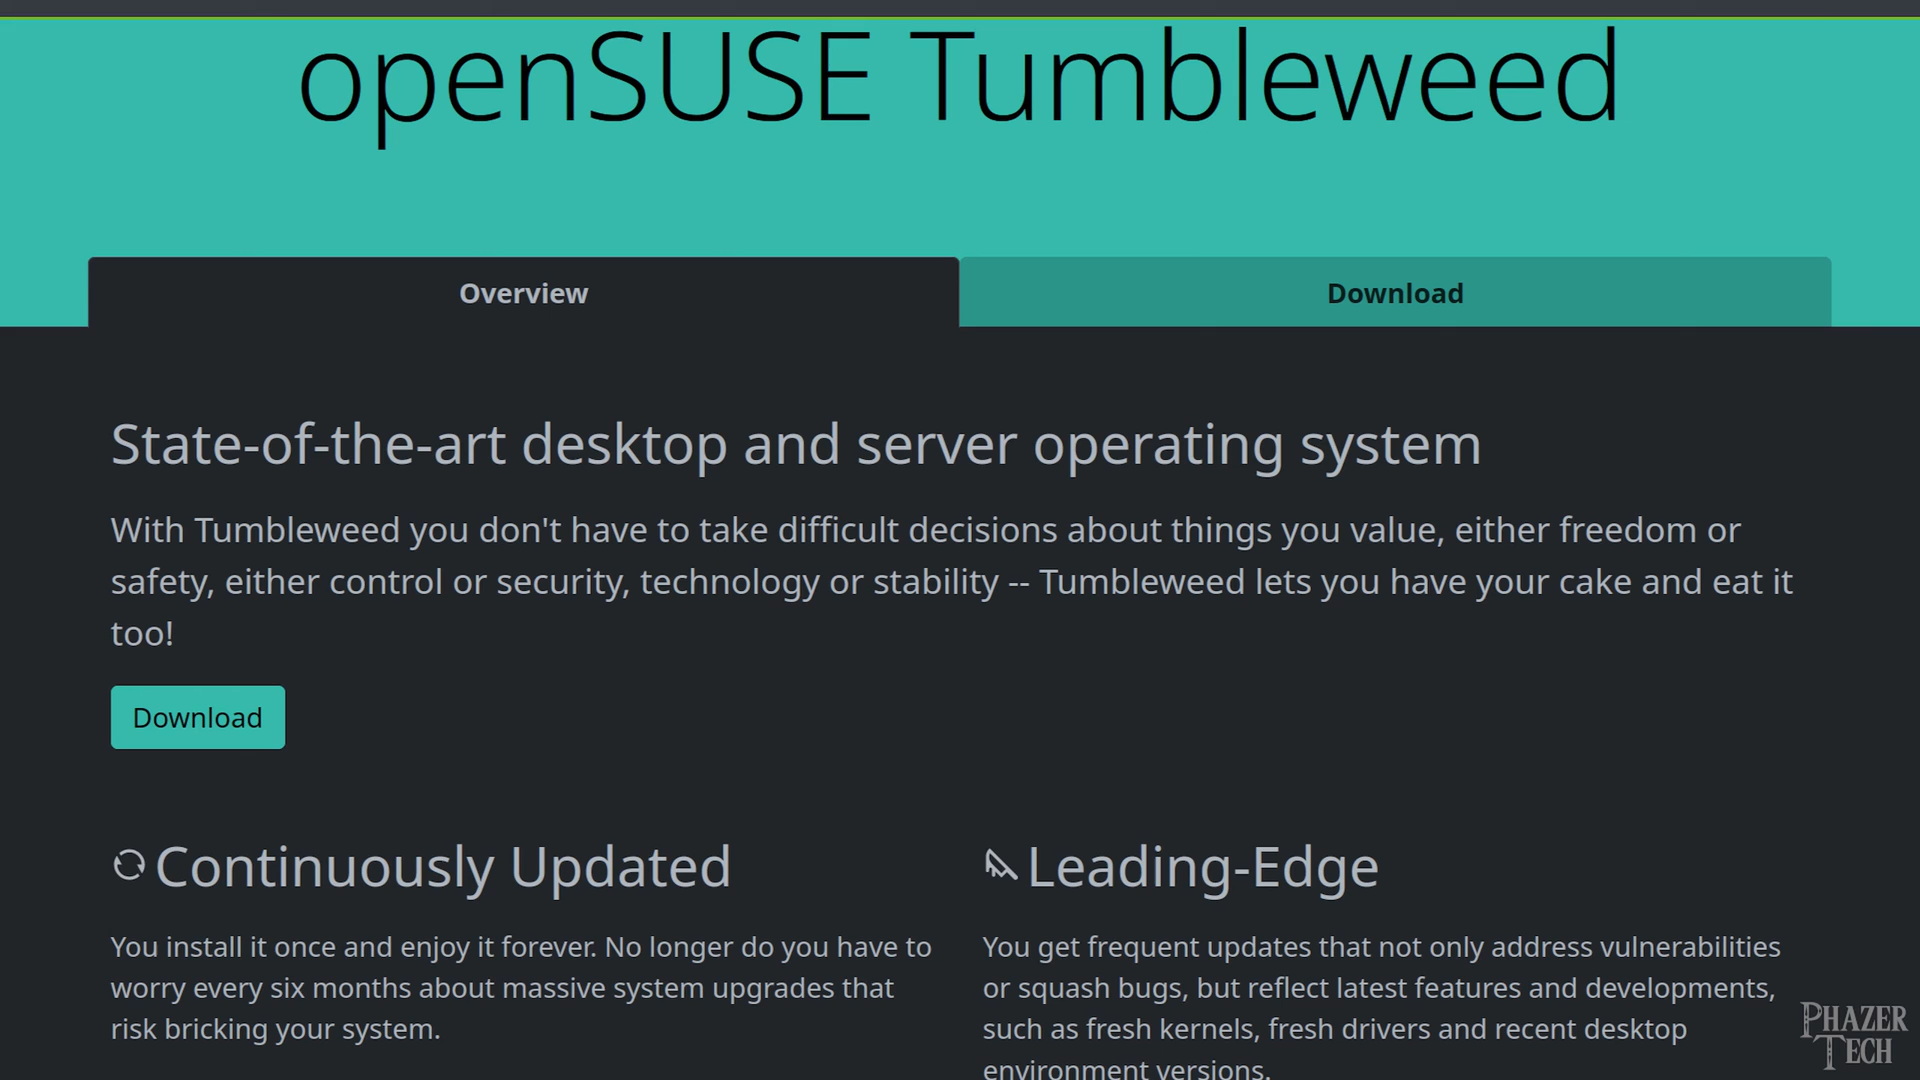 openSUSE Tumbleweed
Overview
Download
State-of-the-art desktop and server operating system
With Tumbleweed you don't have to take difficult decisions about things you value, either freedom or
safety, either control or security, technology or stability -- Tumbleweed lets you have your cake and eat it
too!
Download
Continuously Updated
You install it once and enjoy it forever. No longer do you have to
worry every six months about massive system upgrades that
risk bricking your system.
Leading-Edge
You get frequent updates that not only address vulnerabilities
or squash bugs, but reflect latest features and developments,
such as fresh kernels, fresh drivers and recent desktop
environment versions.
PHAZER
TECH